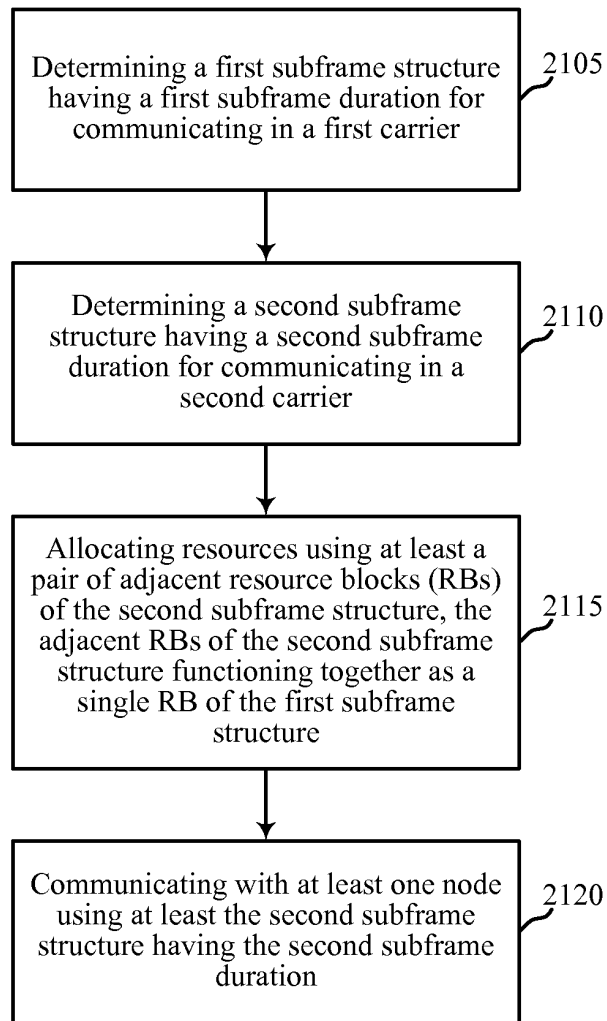 Determining a first subframe structure
having a first subframe duration for
communicating in a first carrier
2105
Determining a second subframe
structure having a second subframe
duration for communicating in a
second carrier
2110
Allocating resources using at least a
pair of adjacent resource blocks (RBs)
of the second subframe structure, the
adjacent RBs of the second subframe
structure functioning together as a
single RB of the first subframe
structure
2115
Communicating with at least one node
using at least the second subframe
structure having the second subframe
duration
2120